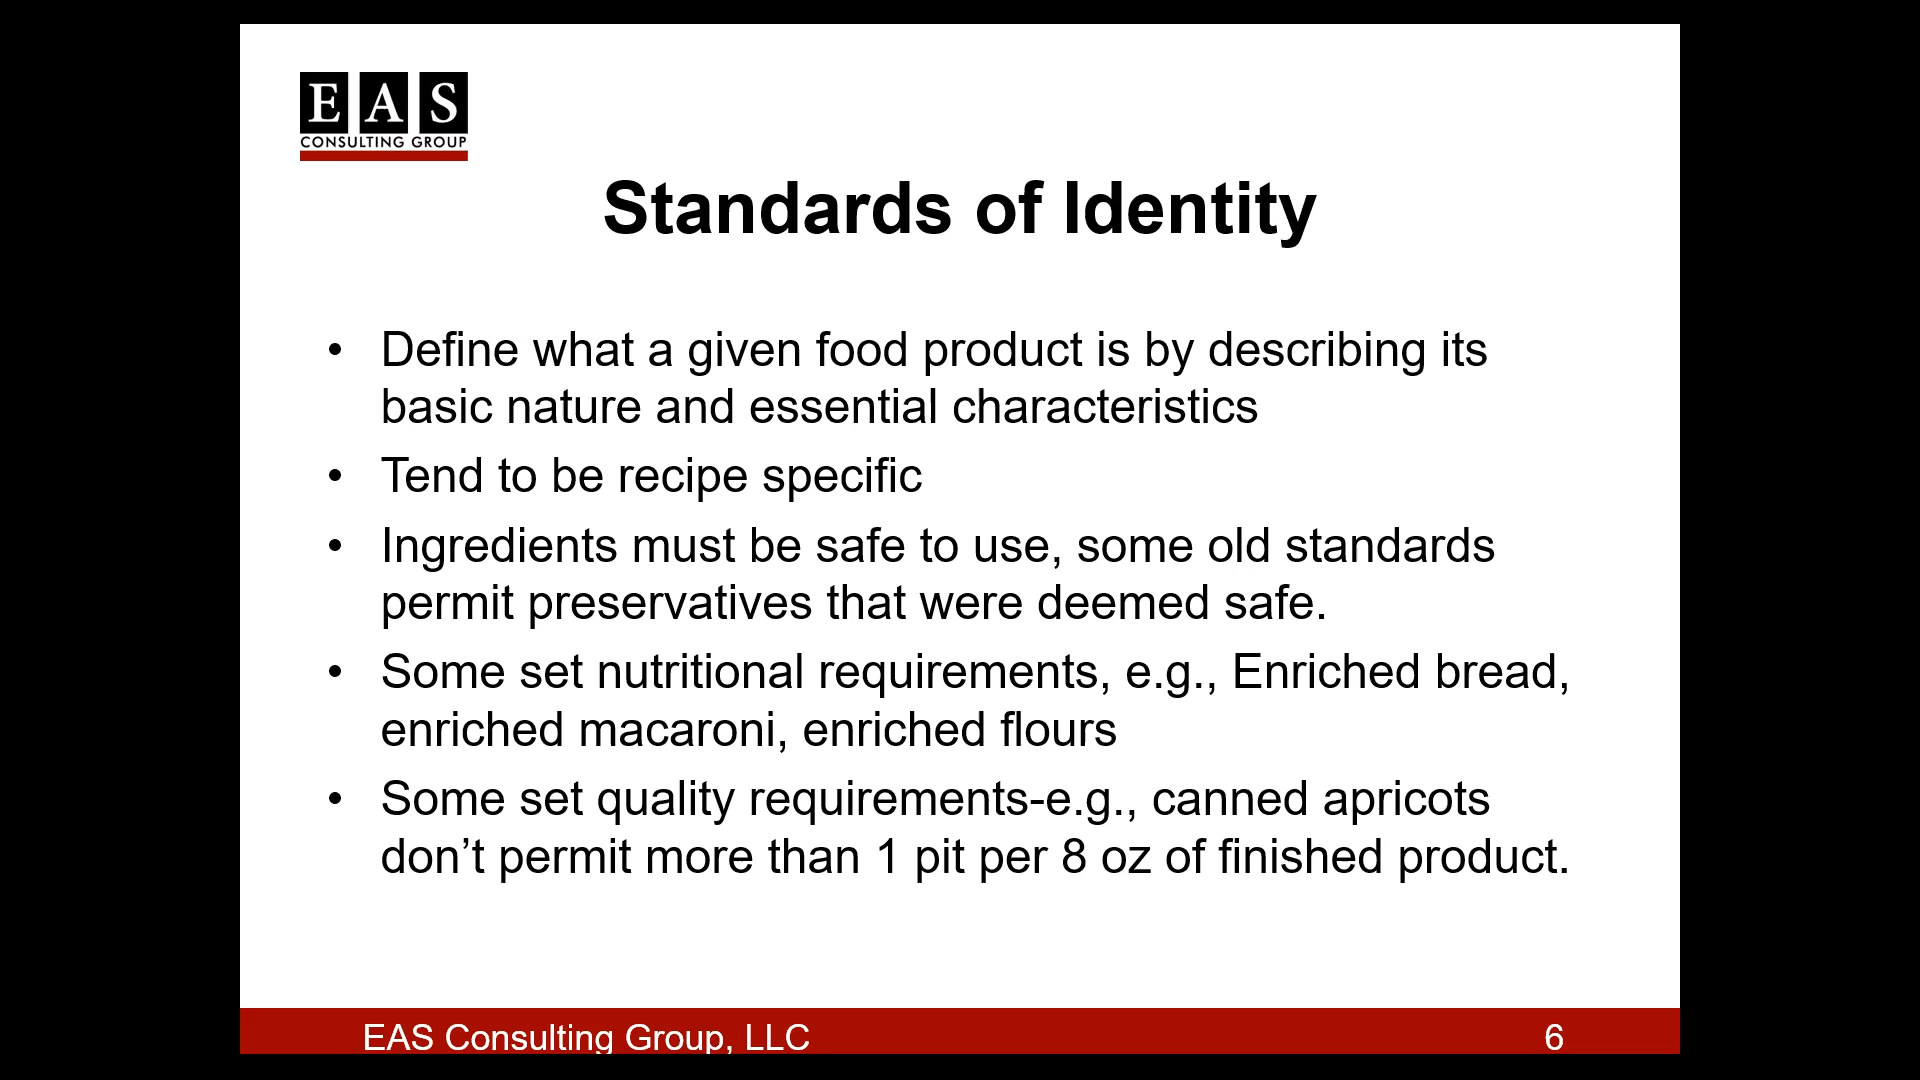 E A S
CONSULTING GROUP
Standards of Identity
• Define what a given food product is by describing its
basic nature and essential characteristics
• Tend to be recipe specific
• Ingredients must be safe to use, some old standards
permit preservatives that were deemed safe.
• Some set nutritional requirements, e.g., Enriched bread,
enriched macaroni, enriched flours
• Some set quality requirements-e.g., canned apricots
don’t permit more than 1 pit per 8 oz of finished product.
EAS Consulting Group, LLC
6